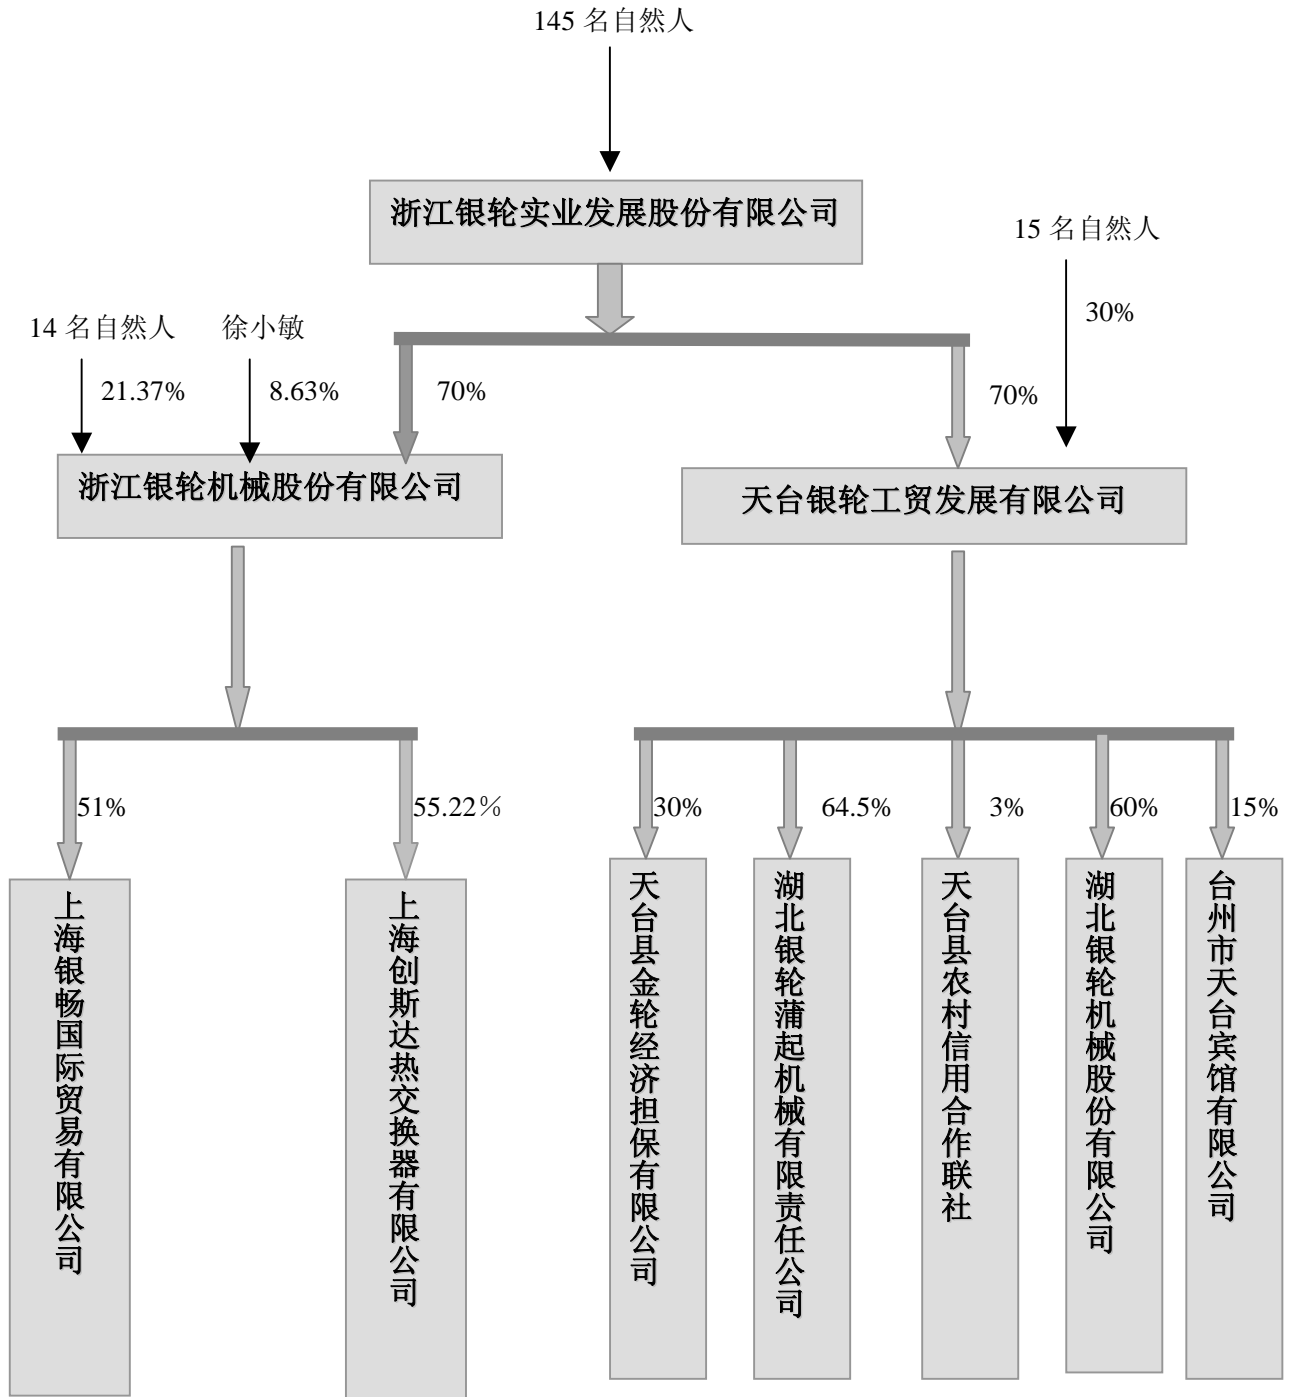 145 名自然人
浙江银轮实业发展股份有限公司
15 名自然人
30%
14 名自然人
徐小敏
21.37%
8.63%
70%
70%
浙江银轮机械股份有限公司
天台银轮工贸发展有限公司
51%
55.22％
30%
64.5%
3%
60%
15%
上海银畅国际贸易有限公司
上海创斯达热交换器有限公司
天台县金轮经济担保有限公司
湖北银轮蒲起机械有限责任公司
天台县农村信用合作联社
湖北银轮机械股份有限公司
台州市天台宾馆有限公司